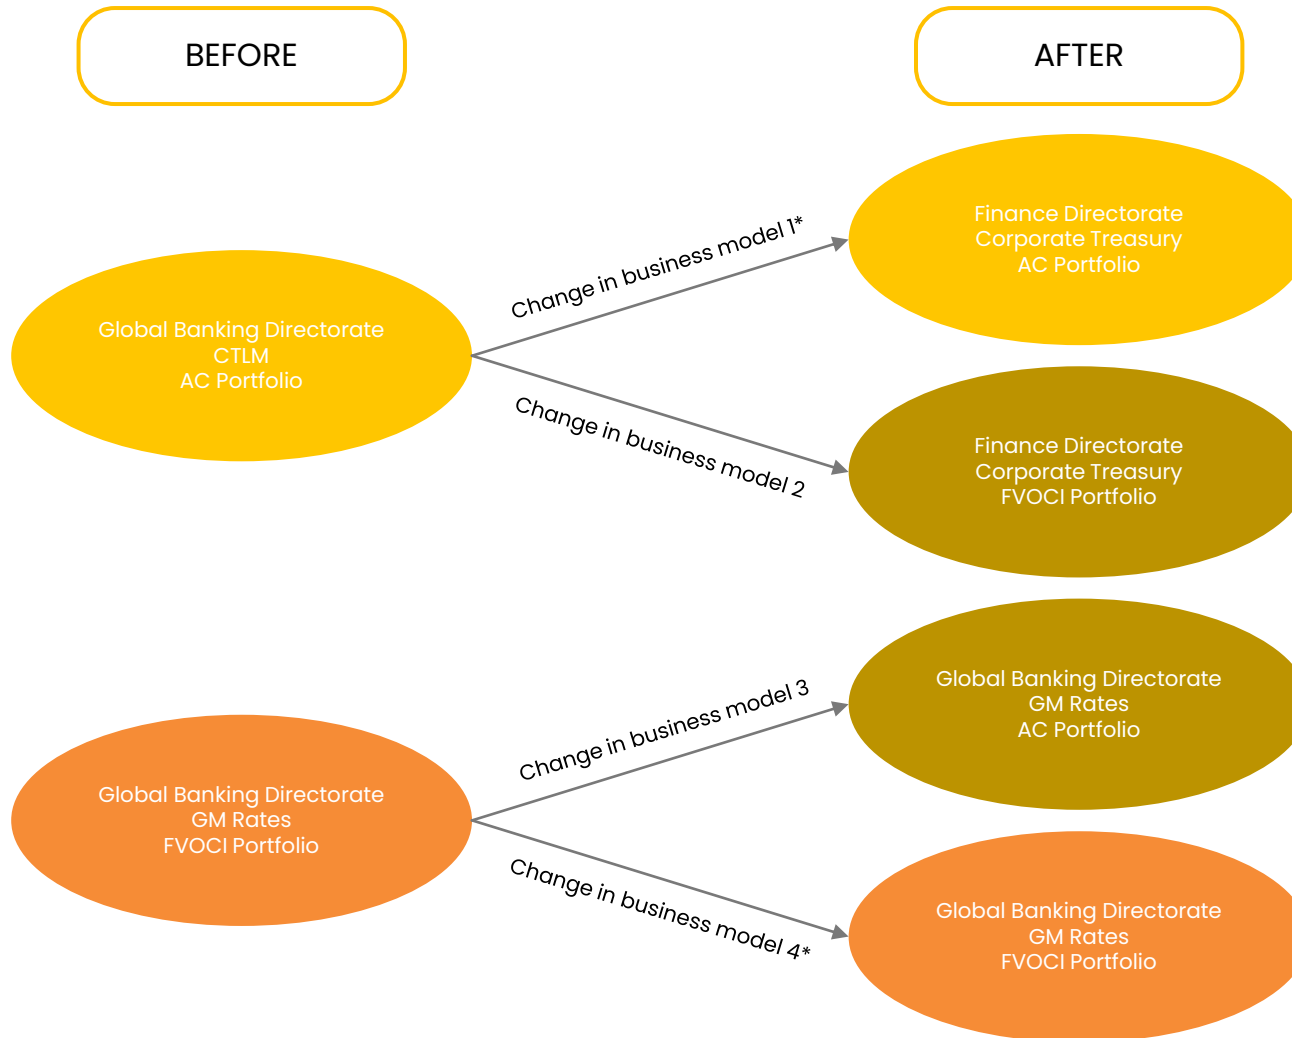 BEFORE
AFTER
Global Banking Directorate
CTLM
AC Portfolio
Change in business model 1*
Finance Directorate
Corporate Treasury
AC Portfolio
Change in business model 2
Finance Directorate
Corporate Treasury
FVOCI Portfolio
Global Banking Directorate
GM Rates
FVOCI Portfolio
Change in business model 3
Global Banking Directorate
GM Rates
AC Portfolio
Change in business model 4*
Global Banking Directorate
GM Rates
FVOCI Portfolio